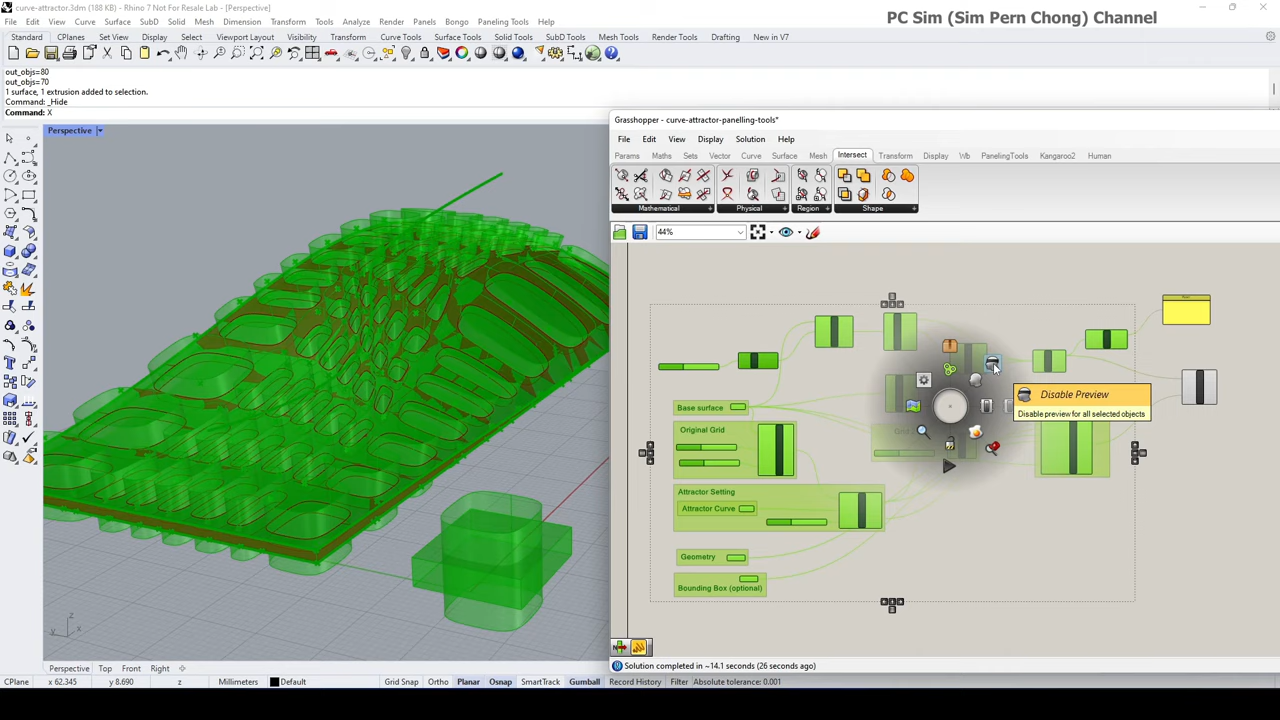 curve-attractor.3dm (188 KB) - Rhino 7 Not For Resale Lab - [Perspective]
PC Sim (Sim Pern Chong) Channel
File Edit View Curve Surface SubD Solid Mesh Dimension Transform Tools Analyze Render Panels Bongo Paneling Tools Help
Standard CPlanes Set View Display Select Viewport Layout Visibility Transform Curve Tools Surface Tools Solid Tools SubD Tools Mesh Tools Render Tools Drafting New in V7
out_objs=80
out_objs=70
1 surface, 1 extrusion added to selection.
Command: _Hide
Command: X
Perspective
Grasshopper - curve-attractor-panelling-tools*
File Edit View Display Solution Help
Params Maths Sets Vector Curve Surface Mesh Intersect Transform Display Wb PanelingTools Kangaroo2 Human
Mathematical Physical Region Shape
44%
Disable Preview
Disable preview for all selected objects
Base surface
Original Grid
Attractor Setting
Attractor Curve
Geometry
Bounding Box (optional)
z
y x
Solution completed in ~14.1 seconds (26 seconds ago)
Perspective Top Front Right
CPlane x 62.345 y 8.690 z Millimeters Default Grid Snap Ortho Planar Osnap SmartTrack Gumball Record History Filter Absolute tolerance: 0.001